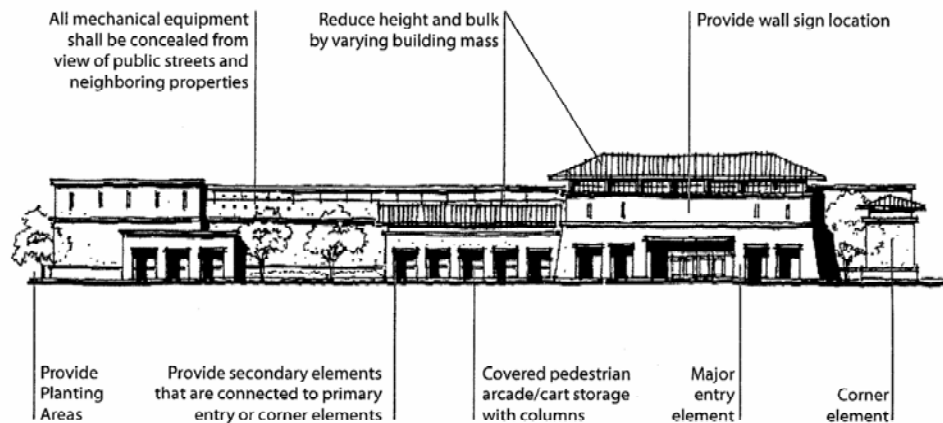 All mechanical equipment
shall be concealed from
view of public streets and
neighboring properties
Reduce height and bulk
by varying building mass
Provide wall sign location
Provide
Planting
Areas
Provide secondary elements
that are connected to primary
entry or corner elements
Covered pedestrian
arcade/cart storage
with columns
Major
entry
element
Corner
element